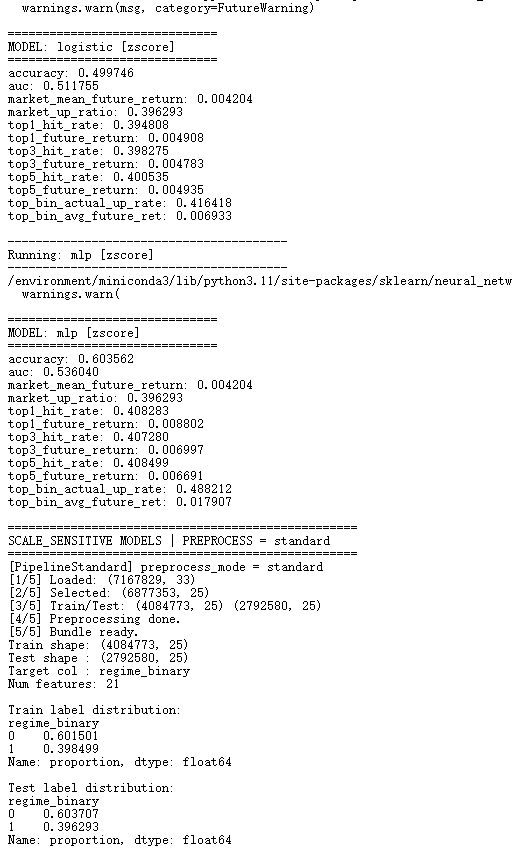 warnings.warn(msg, category=FutureWarning)
==============================
MODEL: logistic [zscore]
==============================
accuracy: 0.499746
auc: 0.511755
market_mean_future_return: 0.004204
market_up_ratio: 0.396293
top1_hit_rate: 0.394808
top1_future_return: 0.004908
top3_hit_rate: 0.398275
top3_future_return: 0.004783
top5_hit_rate: 0.400535
top5_future_return: 0.004935
top_bin_actual_up_rate: 0.416418
top_bin_avg_future_ret: 0.006933
----------------------------------------
Running: mlp [zscore]
----------------------------------------
/environment/miniconda3/lib/python3.11/site-packages/sklearn/neural_netw
warnings.warn(
==============================
MODEL: mlp [zscore]
==============================
accuracy: 0.603562
auc: 0.536040
market_mean_future_return: 0.004204
market_up_ratio: 0.396293
top1_hit_rate: 0.408283
top1_future_return: 0.008802
top3_hit_rate: 0.407280
top3_future_return: 0.006997
top5_hit_rate: 0.408499
top5_future_return: 0.006691
top_bin_actual_up_rate: 0.488212
top_bin_avg_future_ret: 0.017907
==================================================
SCALE_SENSITIVE MODELS | PREPROCESS = standard
==================================================
[PipelineStandard] preprocess_mode = standard
[1/5] Loaded: (7167829, 33)
[2/5] Selected: (6877353, 25)
[3/5] Train/Test: (4084773, 25) (2792580, 25)
[4/5] Preprocessing done.
[5/5] Bundle ready.
Train shape: (4084773, 25)
Test shape : (2792580, 25)
Target col : regime_binary
Num features: 21
Train label distribution:
regime_binary
0    0.601501
1    0.398499
Name: proportion, dtype: float64
Test label distribution:
regime_binary
0    0.603707
1    0.396293
Name: proportion, dtype: float64